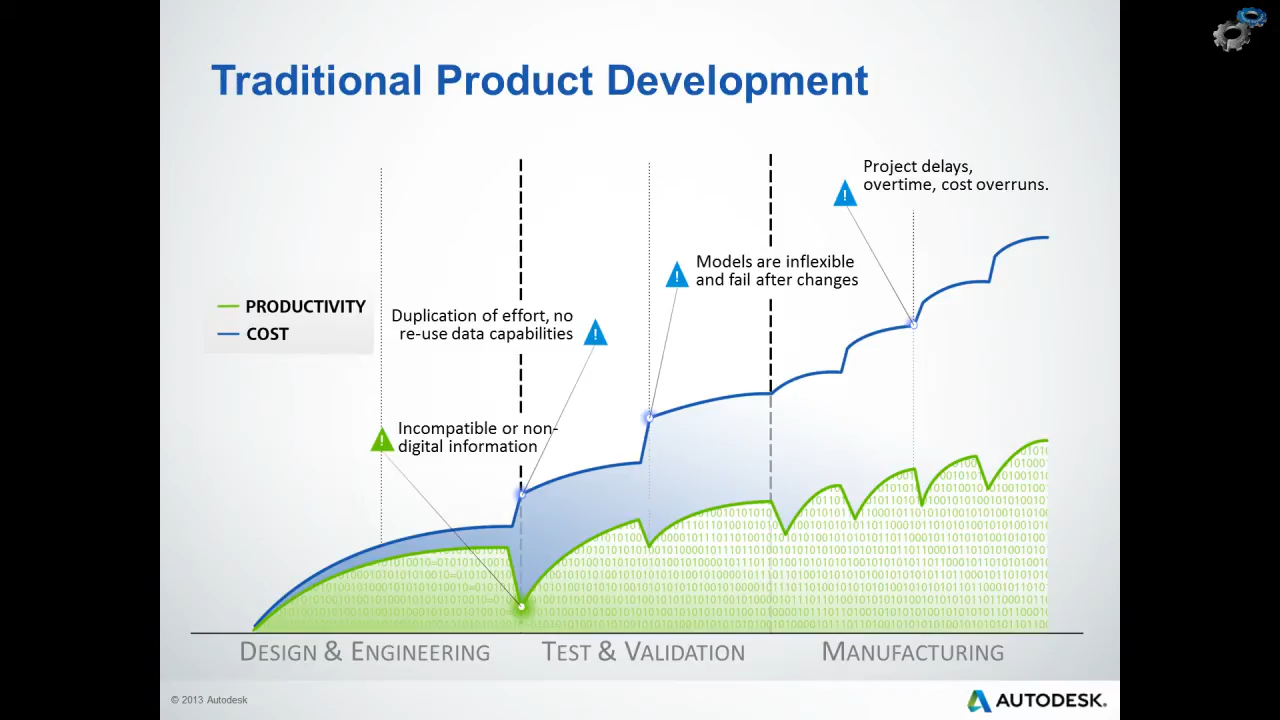 Traditional Product Development
Project delays,
overtime, cost overruns.
Models are inflexible
and fail after changes
PRODUCTIVITY
COST
Duplication of effort, no
re-use data capabilities
Incompatible or non-
digital information
DESIGN & ENGINEERING
TEST & VALIDATION
MANUFACTURING
© 2013 Autodesk
AUTODESK.